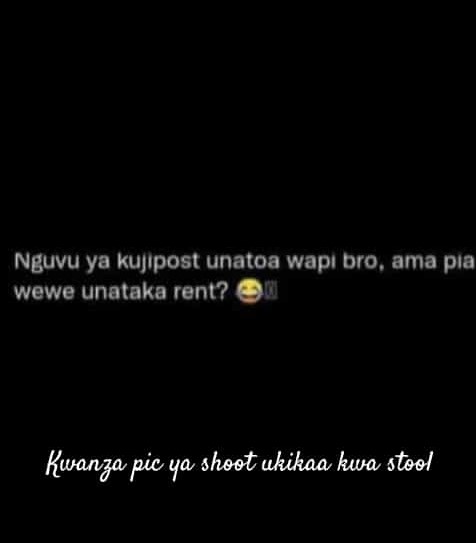 Nguvu ya kujipost unatoa wapi bro, ama pia
wewe unataka rent? 😂
Kwanza pic ya shoot ukikaa kwa stool